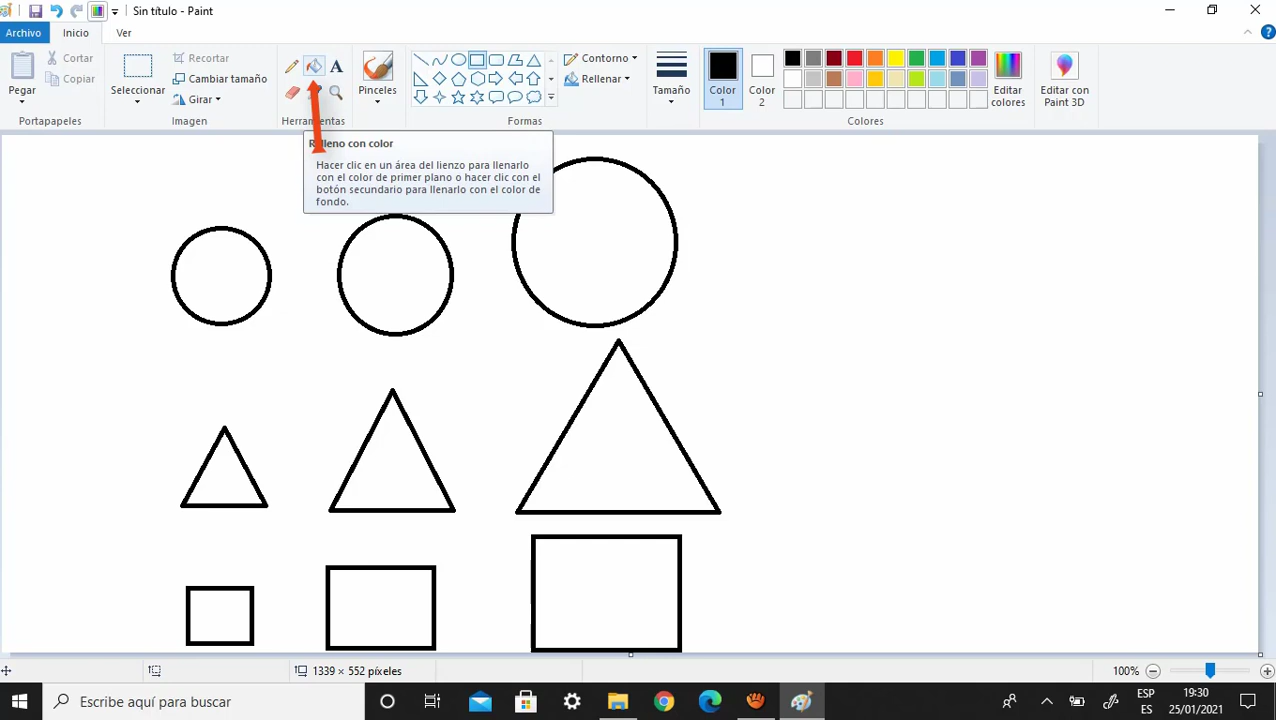 Sin título - Paint
Archivo
Inicio
Ver
Pegar
Cortar
Copiar
Portapapeles
Seleccionar
Recortar
Cambiar tamaño
Girar
Imagen
A
Herramientas
Pinceles
Contorno
Rellenar
Formas
Tamaño
Color
1
Color
2
Editar
colores
Colores
Editar con
Paint 3D
Relleno con color
Hacer clic en un área del lienzo para llenarlo
con el color de primer plano o hacer clic con el
botón secundario para llenarlo con el color de
fondo.
1339 × 552 píxeles
100%
Escribe aquí para buscar
ESP
ES
19:30
25/01/2021